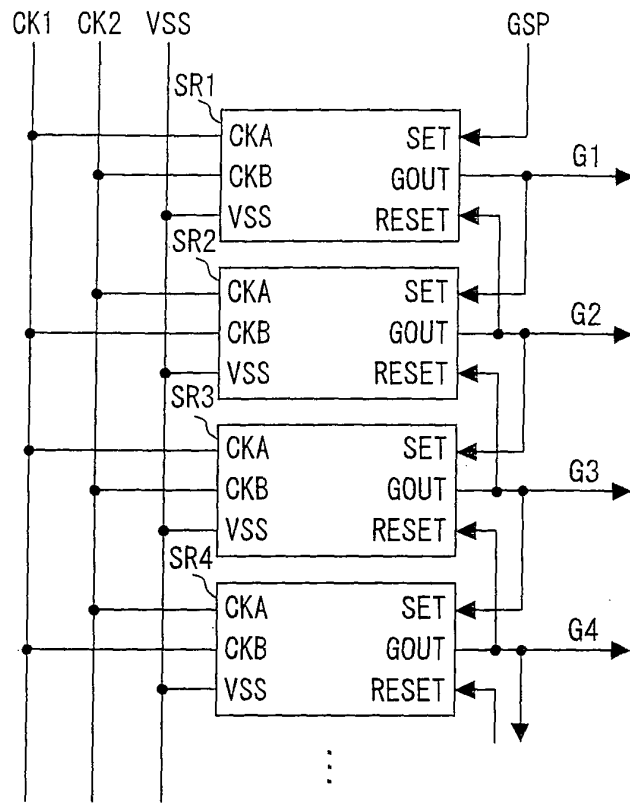 CK1 CK2 VSS GSP
SR1
CKA SET
G1
CKB GOUT
VSS RESET
SR2
CKA SET
G2
CKB GOUT
VSS RESET
SR3
CKA SET
G3
CKB GOUT
VSS RESET
SR4
CKA SET
G4
CKB GOUT
VSS RESET